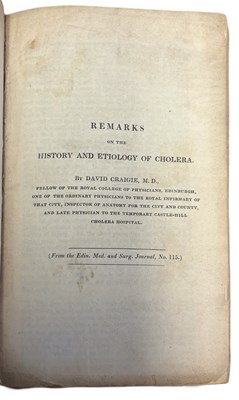 REMARKS
ON THE
HISTORY AND ETIOLOGY OF CHOLERA.
By DAVID CRAIGIE, M. D.,
FELLOW OF THE ROYAL COLLEGE OF PHYSICIANS, EDINBURGH,
ONE OF THE ORDINARY PHYSICIANS TO THE ROYAL INFIRMARY OF
THAT CITY, INSPECTOR OF ANATOMY FOR THE CITY AND COUNTY,
AND LATE PHYSICIAN TO THE TEMPORARY CASTLE-HILL
CHOLERA HOSPITAL.
(From the Edin. Med. and Surg. Journal, No. 115.)